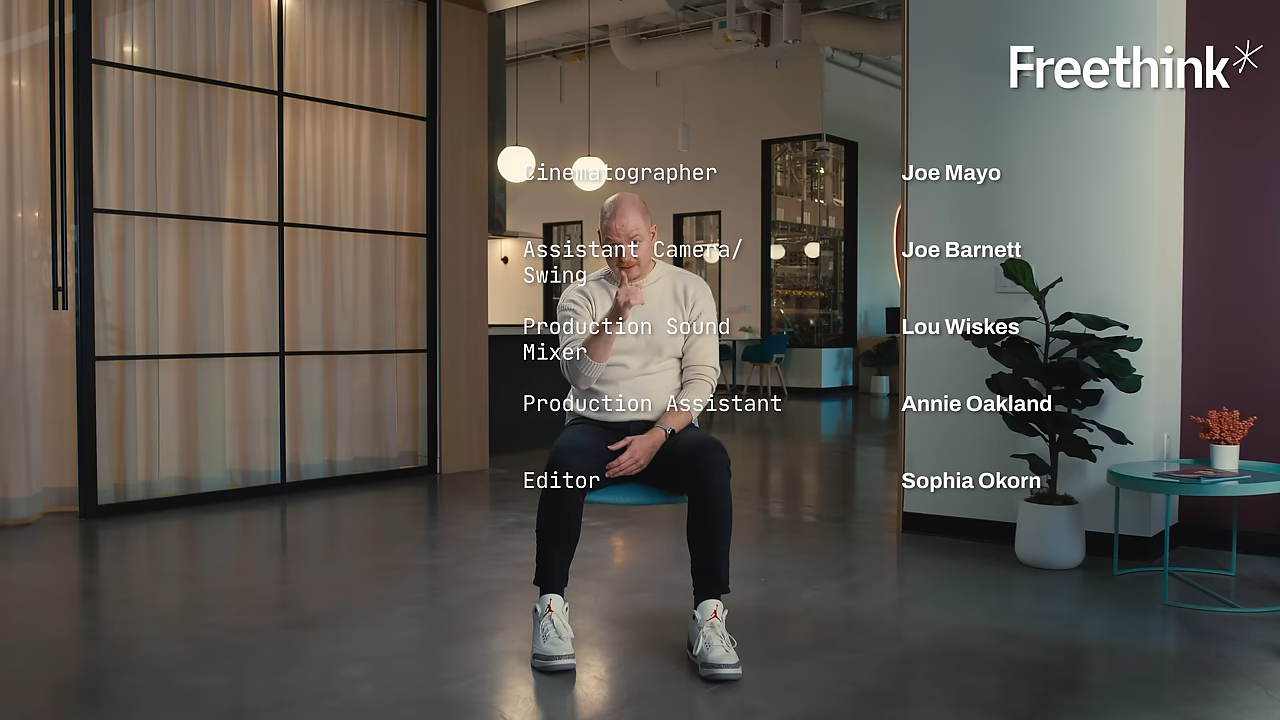 Freethink*
Cinematographer Joe Mayo
Assistant Camera/ Joe Barnett
Swing
Production Sound Lou Wiskes
Mixer
Production Assistant Annie Oakland
Editor Sophia Okorn